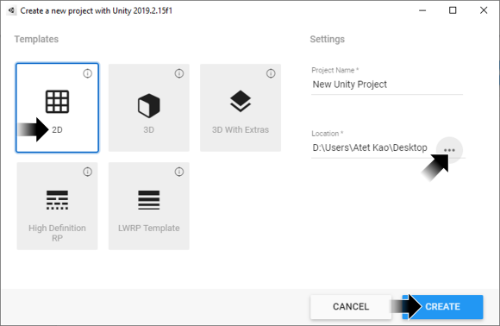 Create a new project with Unity 2019.2.15f1
Templates
Settings
2D
3D
3D With Extras
High Definition
RP
LWRP Template
Project Name *
New Unity Project
Location *
D:\Users\Atet Kao\Desktop
CANCEL
CREATE